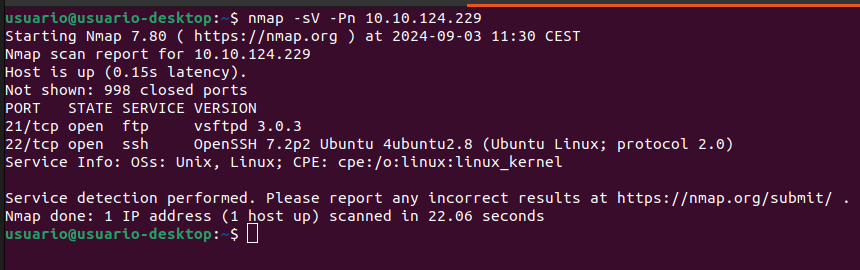 usuario@usuario-desktop:~$ nmap -sV -Pn 10.10.124.229
Starting Nmap 7.80 ( https://nmap.org ) at 2024-09-03 11:30 CEST
Nmap scan report for 10.10.124.229
Host is up (0.15s latency).
Not shown: 998 closed ports
PORT   STATE SERVICE VERSION
21/tcp open  ftp     vsftpd 3.0.3
22/tcp open  ssh     OpenSSH 7.2p2 Ubuntu 4ubuntu2.8 (Ubuntu Linux; protocol 2.0)
Service Info: OSs: Unix, Linux; CPE: cpe:/o:linux:linux_kernel

Service detection performed. Please report any incorrect results at https://nmap.org/submit/ .
Nmap done: 1 IP address (1 host up) scanned in 22.06 seconds
usuario@usuario-desktop:~$